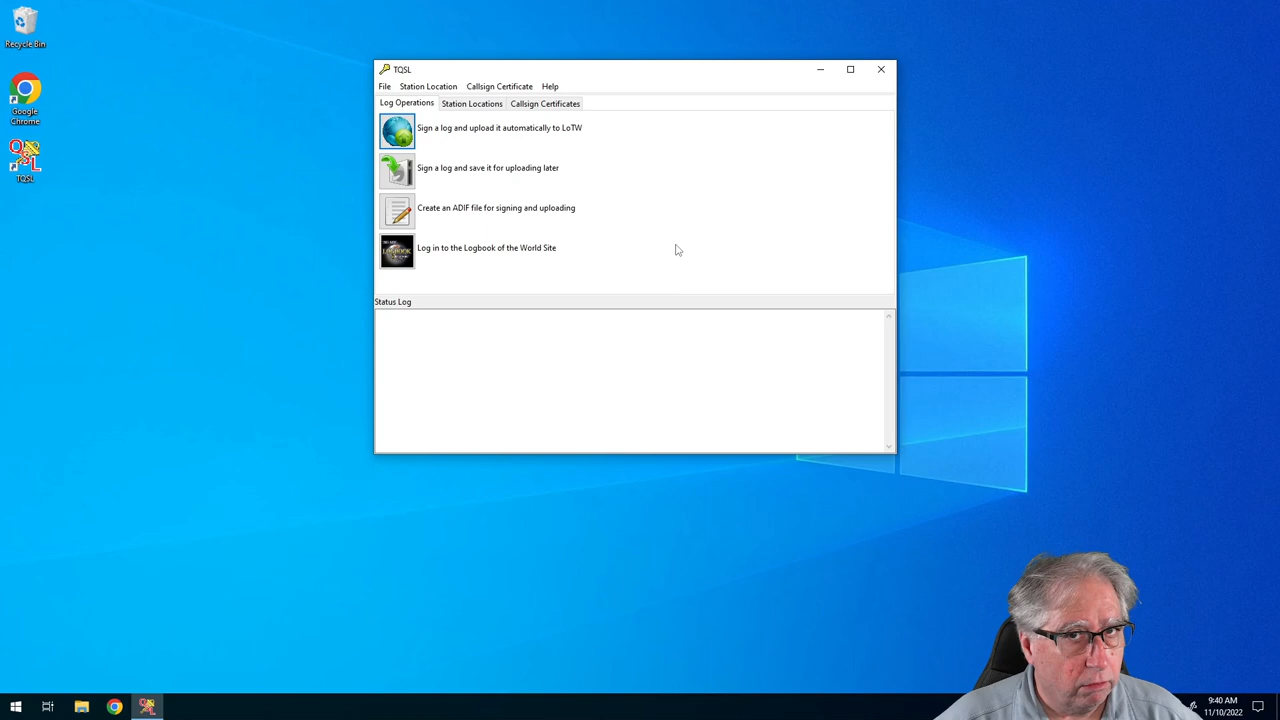 Recycle Bin
Google
Chrome
QSL
TQSL
TQSL
File Station Location Callsign Certificate Help
Log Operations Station Locations Callsign Certificates
Sign a log and upload it automatically to LoTW
Sign a log and save it for uploading later
Create an ADIF file for signing and uploading
LOGBOOK
Log in to the Logbook of the World Site
Status Log
9:40 AM
11/10/2022